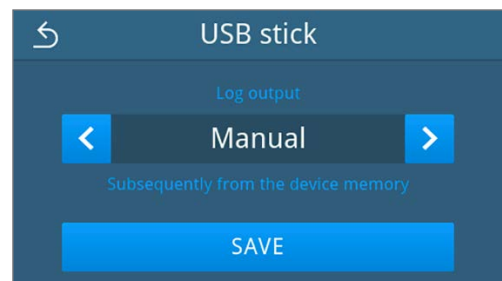 USB stick
Log output
Manual
Subsequently from the device memory
SAVE